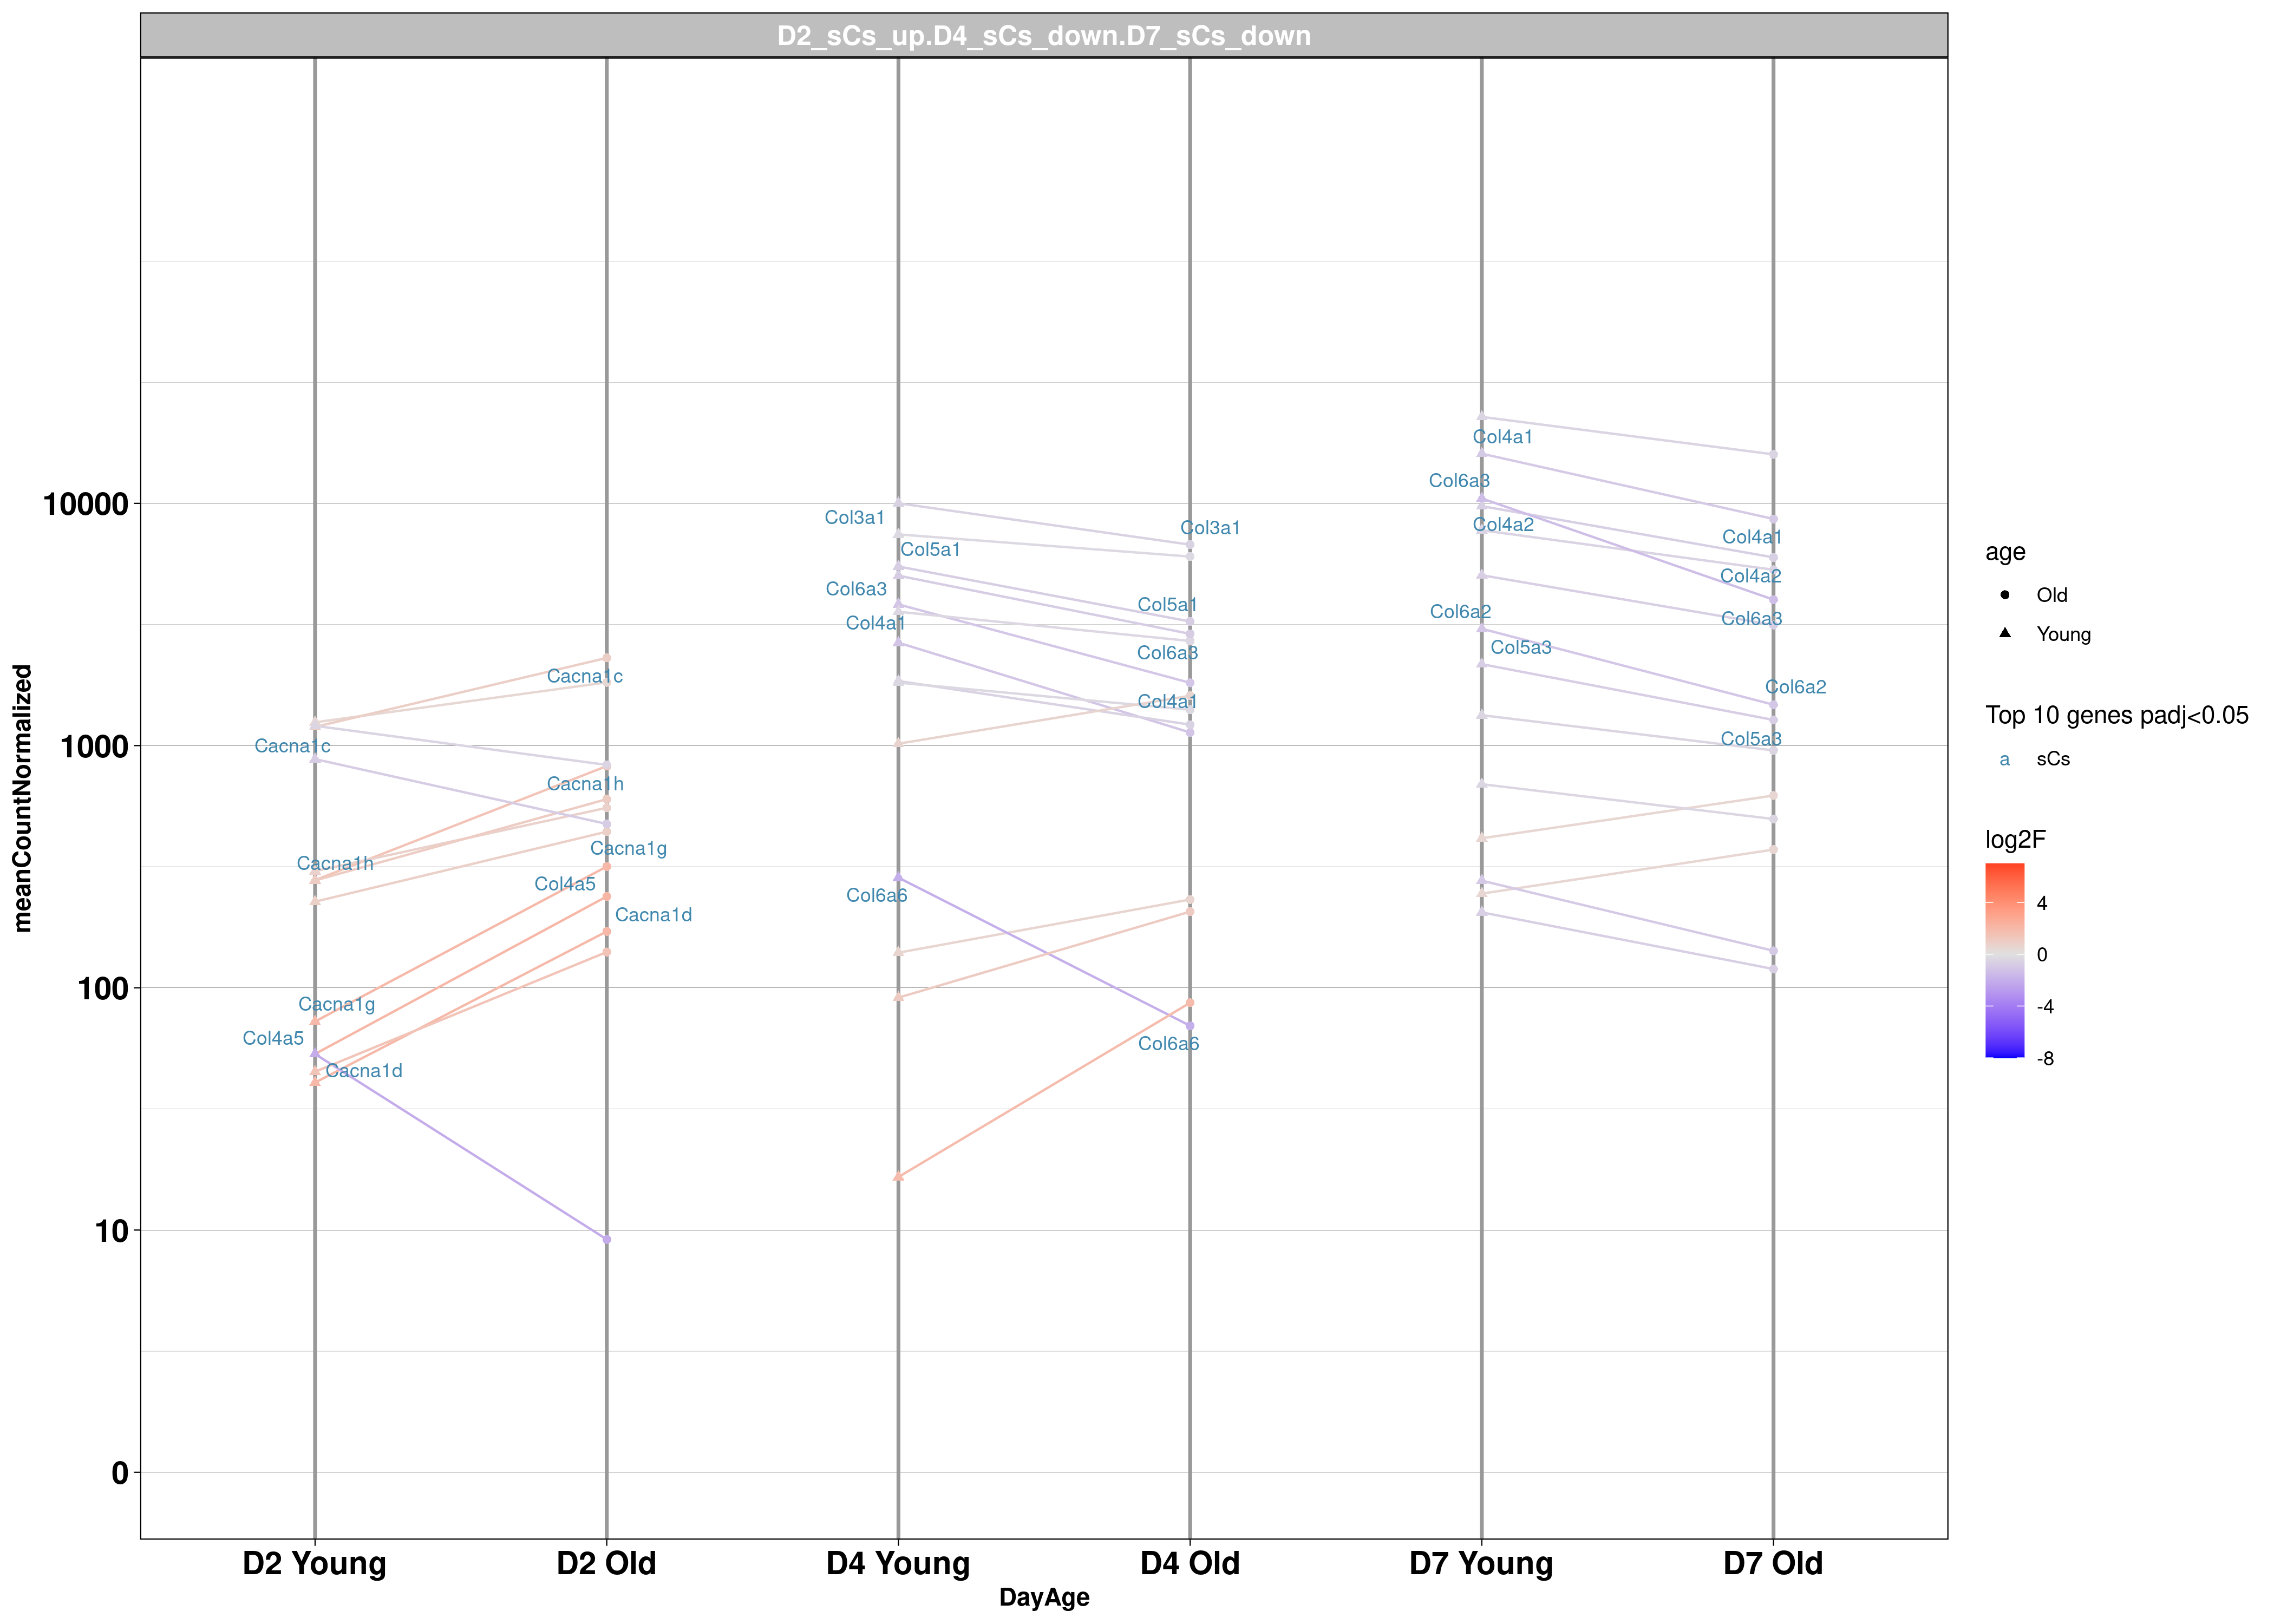 D2_sCs_up.D4_sCs_down.D7_sCs_down
meanCountNormalized
10000
1000
100
10
0
Cacna1c
Cacna1h
Cacna1g
Col4a5
Cacna1d
Cacna1c
Cacna1h
Cacna1g
Col4a5
Cacna1d
Col3a1
Col5a1
Col6a3
Col4a1
Col6a6
Col3a1
Col5a1
Col6a3
Col4a1
Col6a6
Col4a1
Col6a3
Col4a2
Col6a2
Col5a3
Col4a1
Col4a2
Col6a3
Col6a2
Col5a3
D2 Young
D2 Old
D4 Young
D4 Old
D7 Young
D7 Old
DayAge
age
Old
Young
Top 10 genes padj<0.05
a sCs
log2F
4
0
-4
-8